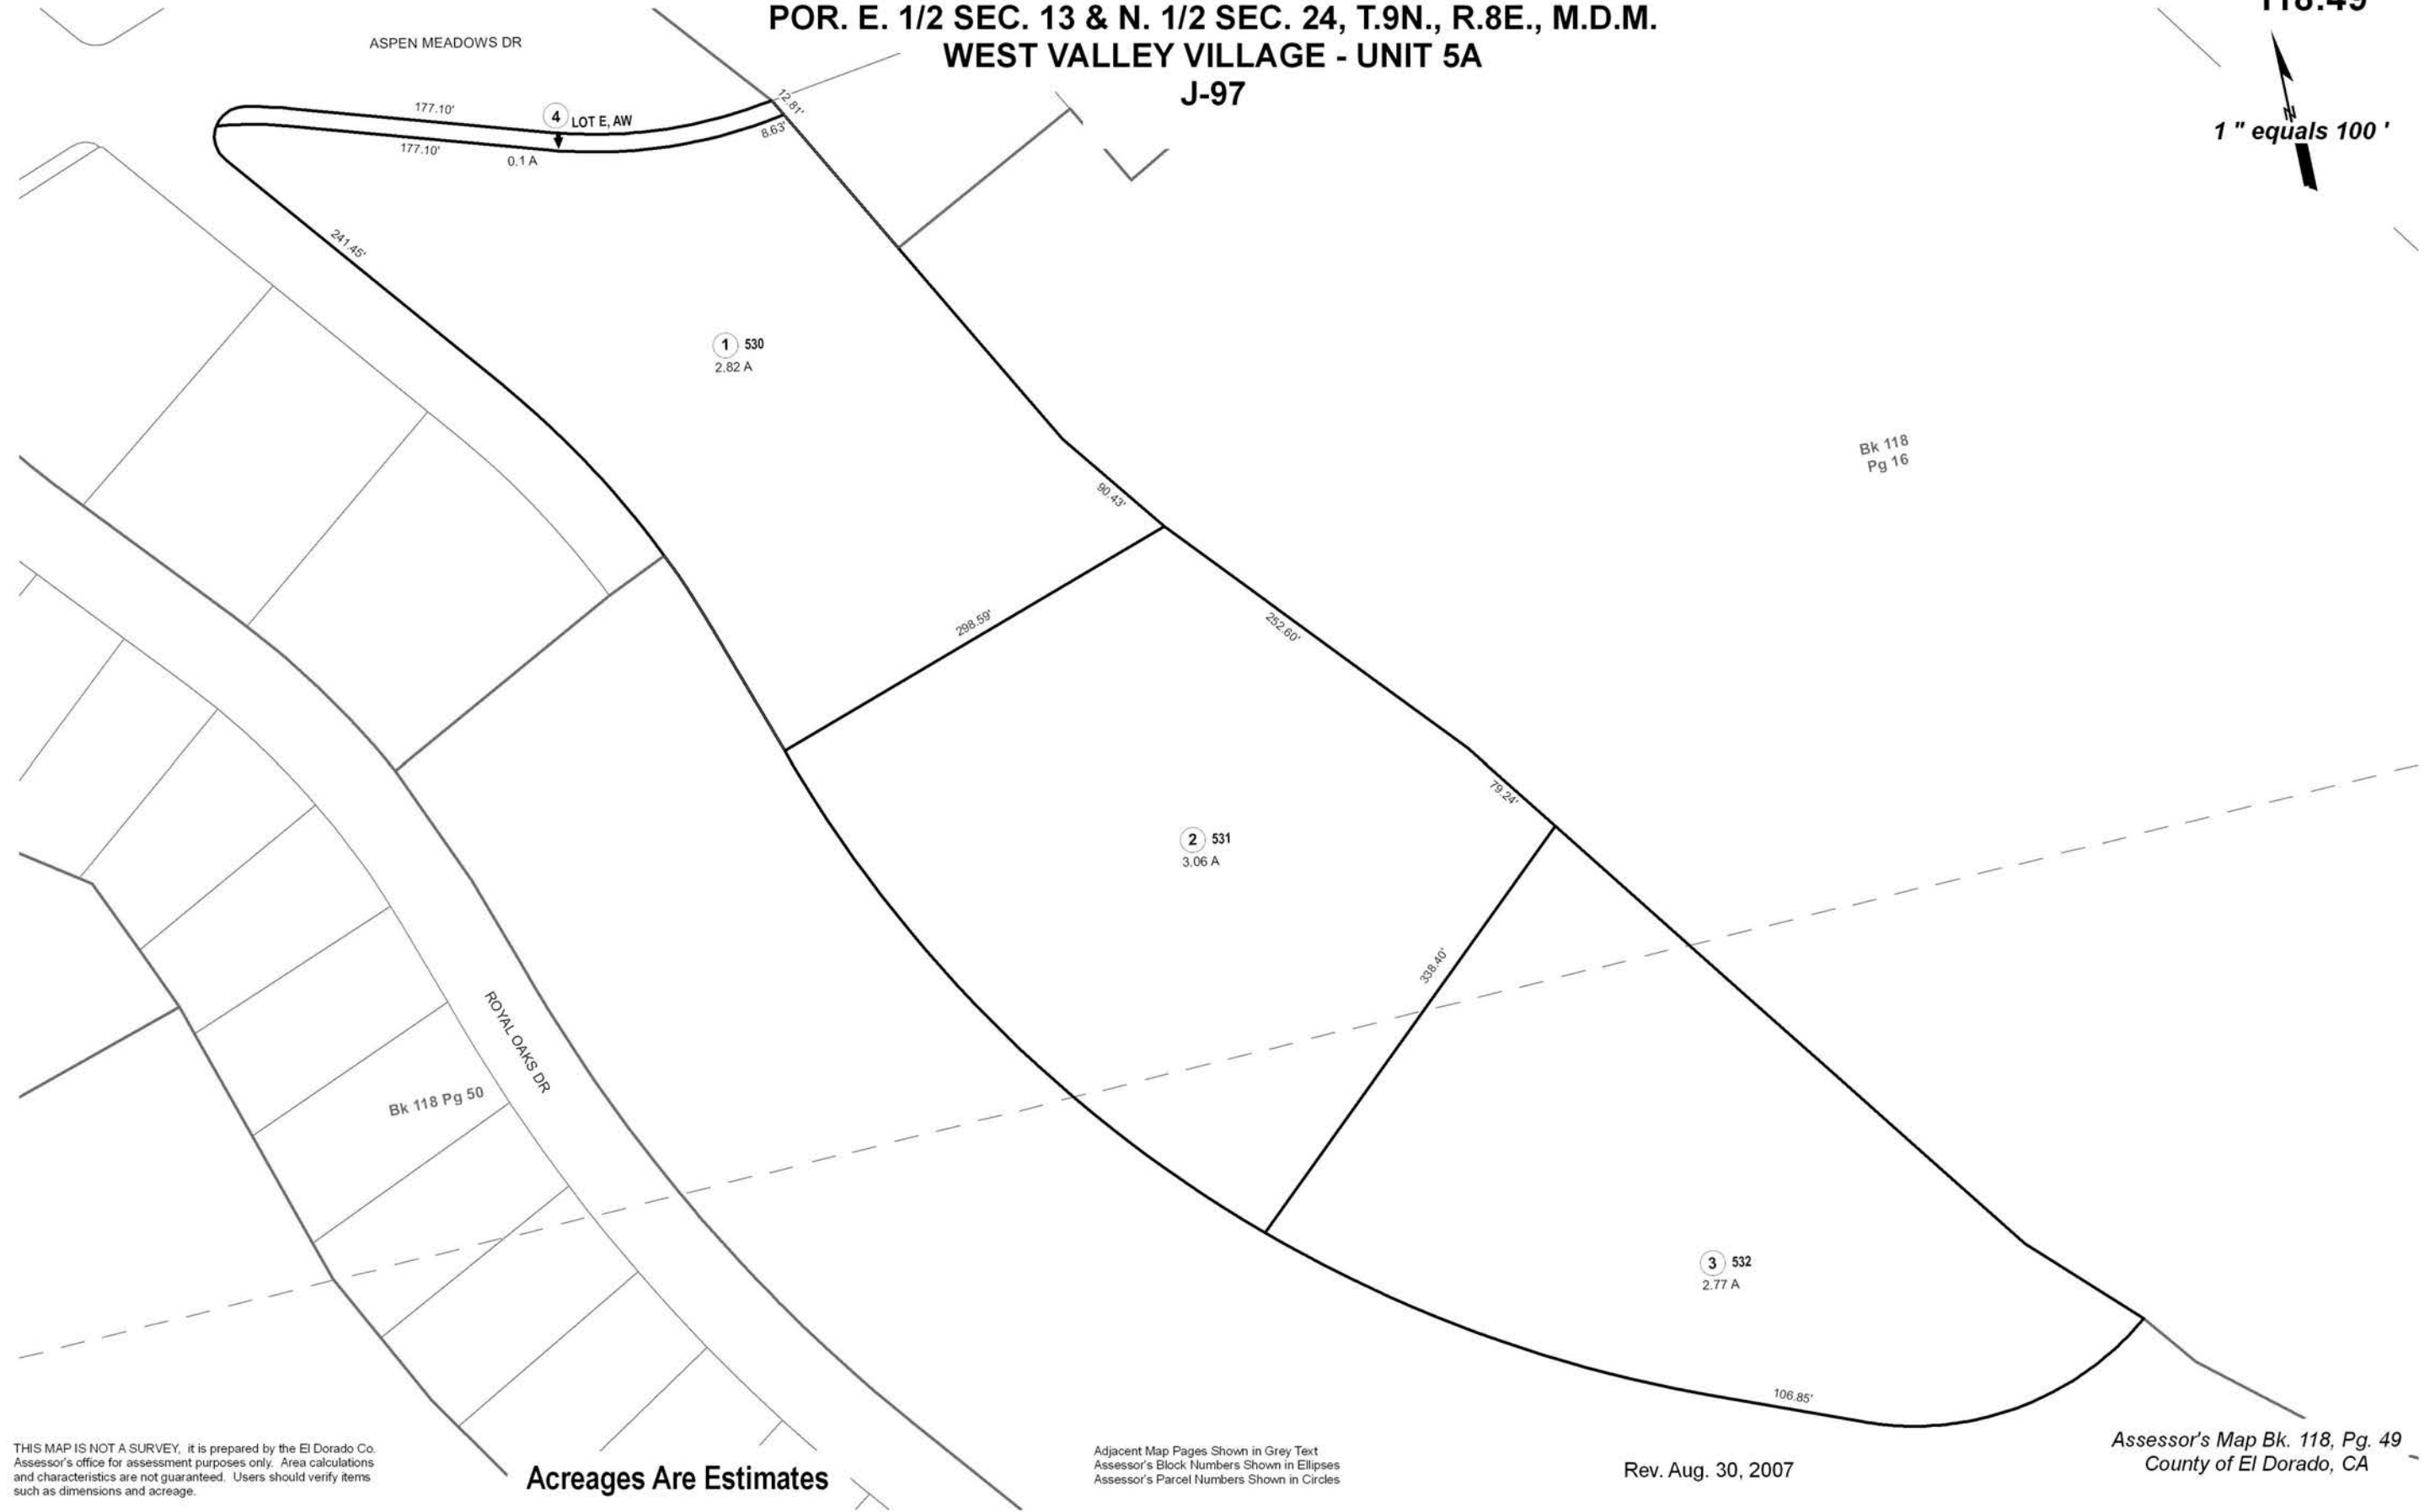 POR. E. 1/2 SEC. 13 & N. 1/2 SEC. 24, T.9N., R.8E., M.D.M.
WEST VALLEY VILLAGE - UNIT 5A
J-97
118:49
N
1 " equals 100 '
ASPEN MEADOWS DR
177.10'
4 LOT E, AW
12.81'
8.63'
177.10'
0.1 A
241.45'
1 530
2.82 A
Bk 118
Pg 16
90.43'
298.59'
252.60'
79.24'
2 531
3.06 A
338.40'
ROYAL OAKS DR
Bk 118 Pg 50
3 532
2.77 A
106.85'
THIS MAP IS NOT A SURVEY, it is prepared by the El Dorado Co.
Assessor's office for assessment purposes only. Area calculations
and characteristics are not guaranteed. Users should verify items
such as dimensions and acreage.
Acreages Are Estimates
Adjacent Map Pages Shown in Grey Text
Assessor's Block Numbers Shown in Ellipses
Assessor's Parcel Numbers Shown in Circles
Rev. Aug. 30, 2007
Assessor's Map Bk. 118, Pg. 49
County of El Dorado, CA